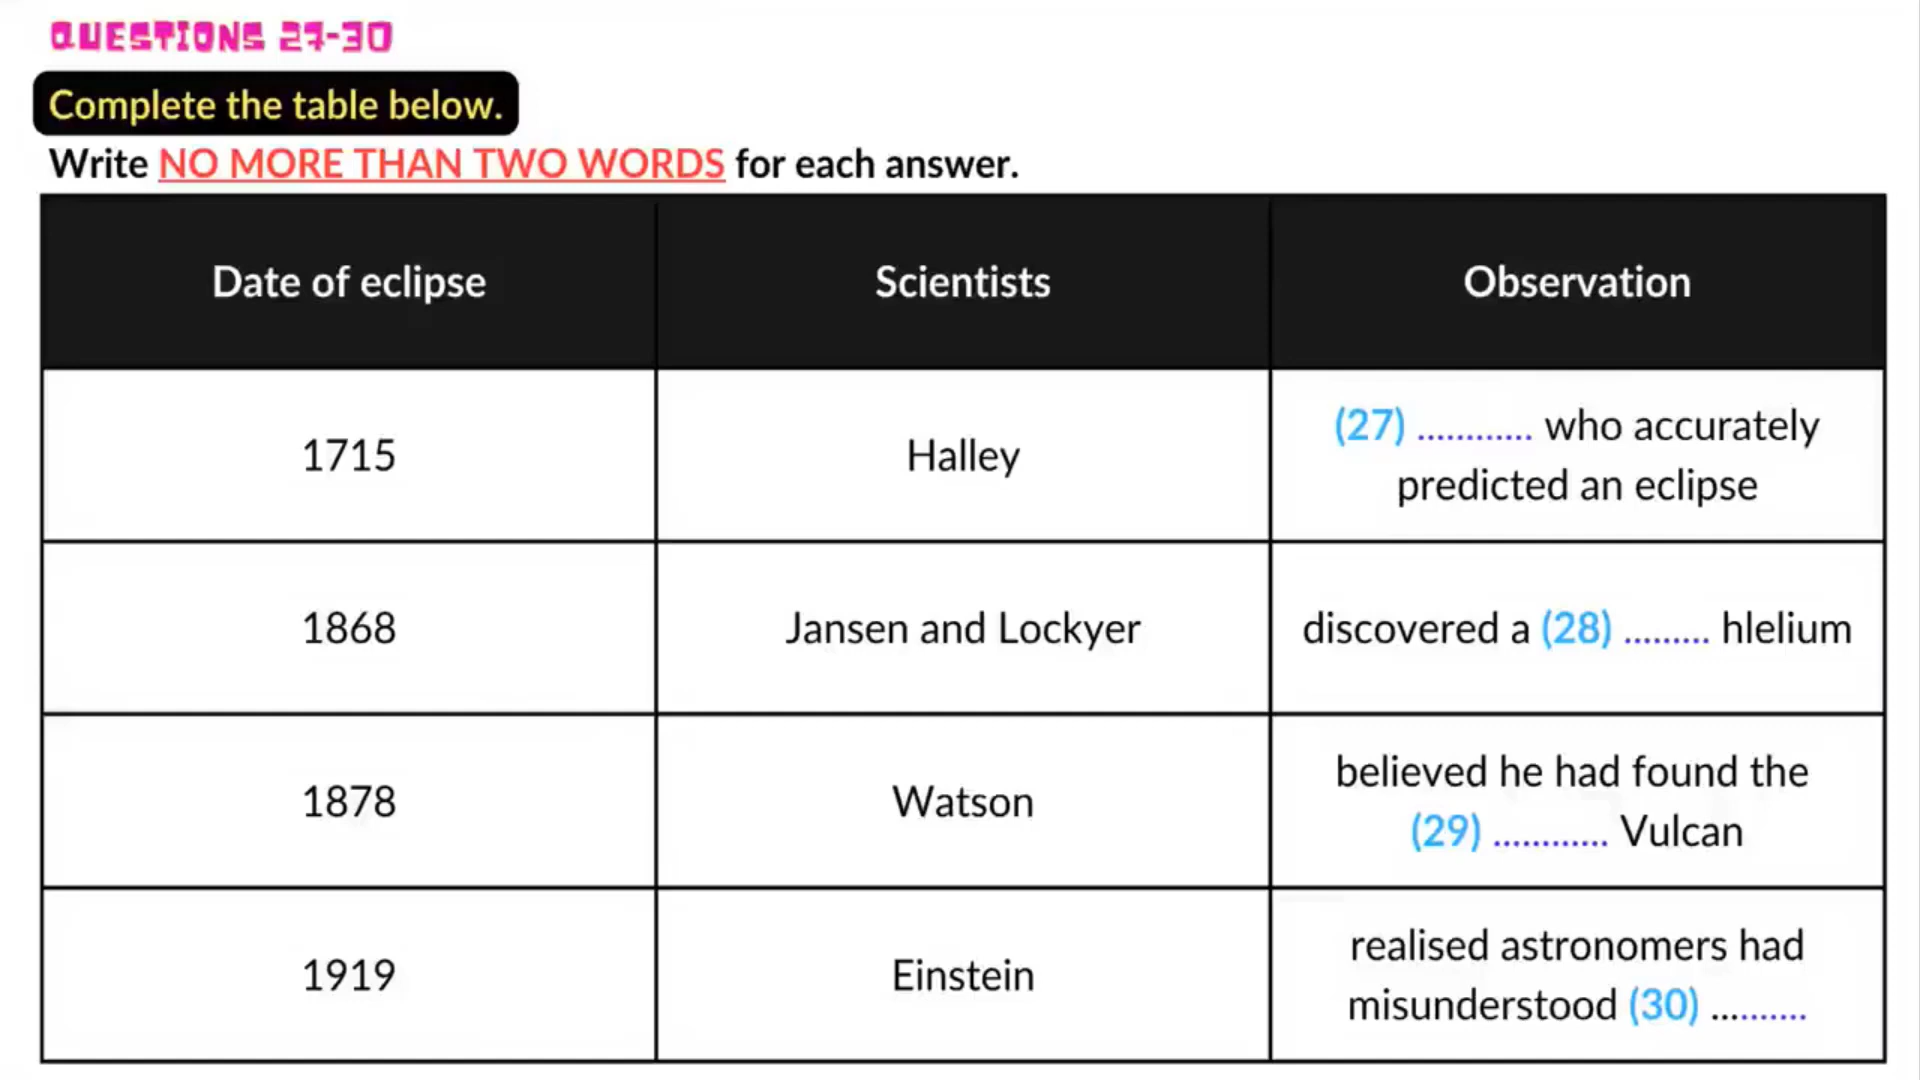 QUESTIONS 27-30
Complete the table below.
Write NO MORE THAN TWO WORDS for each answer.
Date of eclipse Scientists Observation
1715 Halley (27) ............ who accurately
predicted an eclipse
1868 Jansen and Lockyer discovered a (28) ......... hlelium
1878 Watson believed he had found the
(29) ............ Vulcan
1919 Einstein realised astronomers had
misunderstood (30) ..........